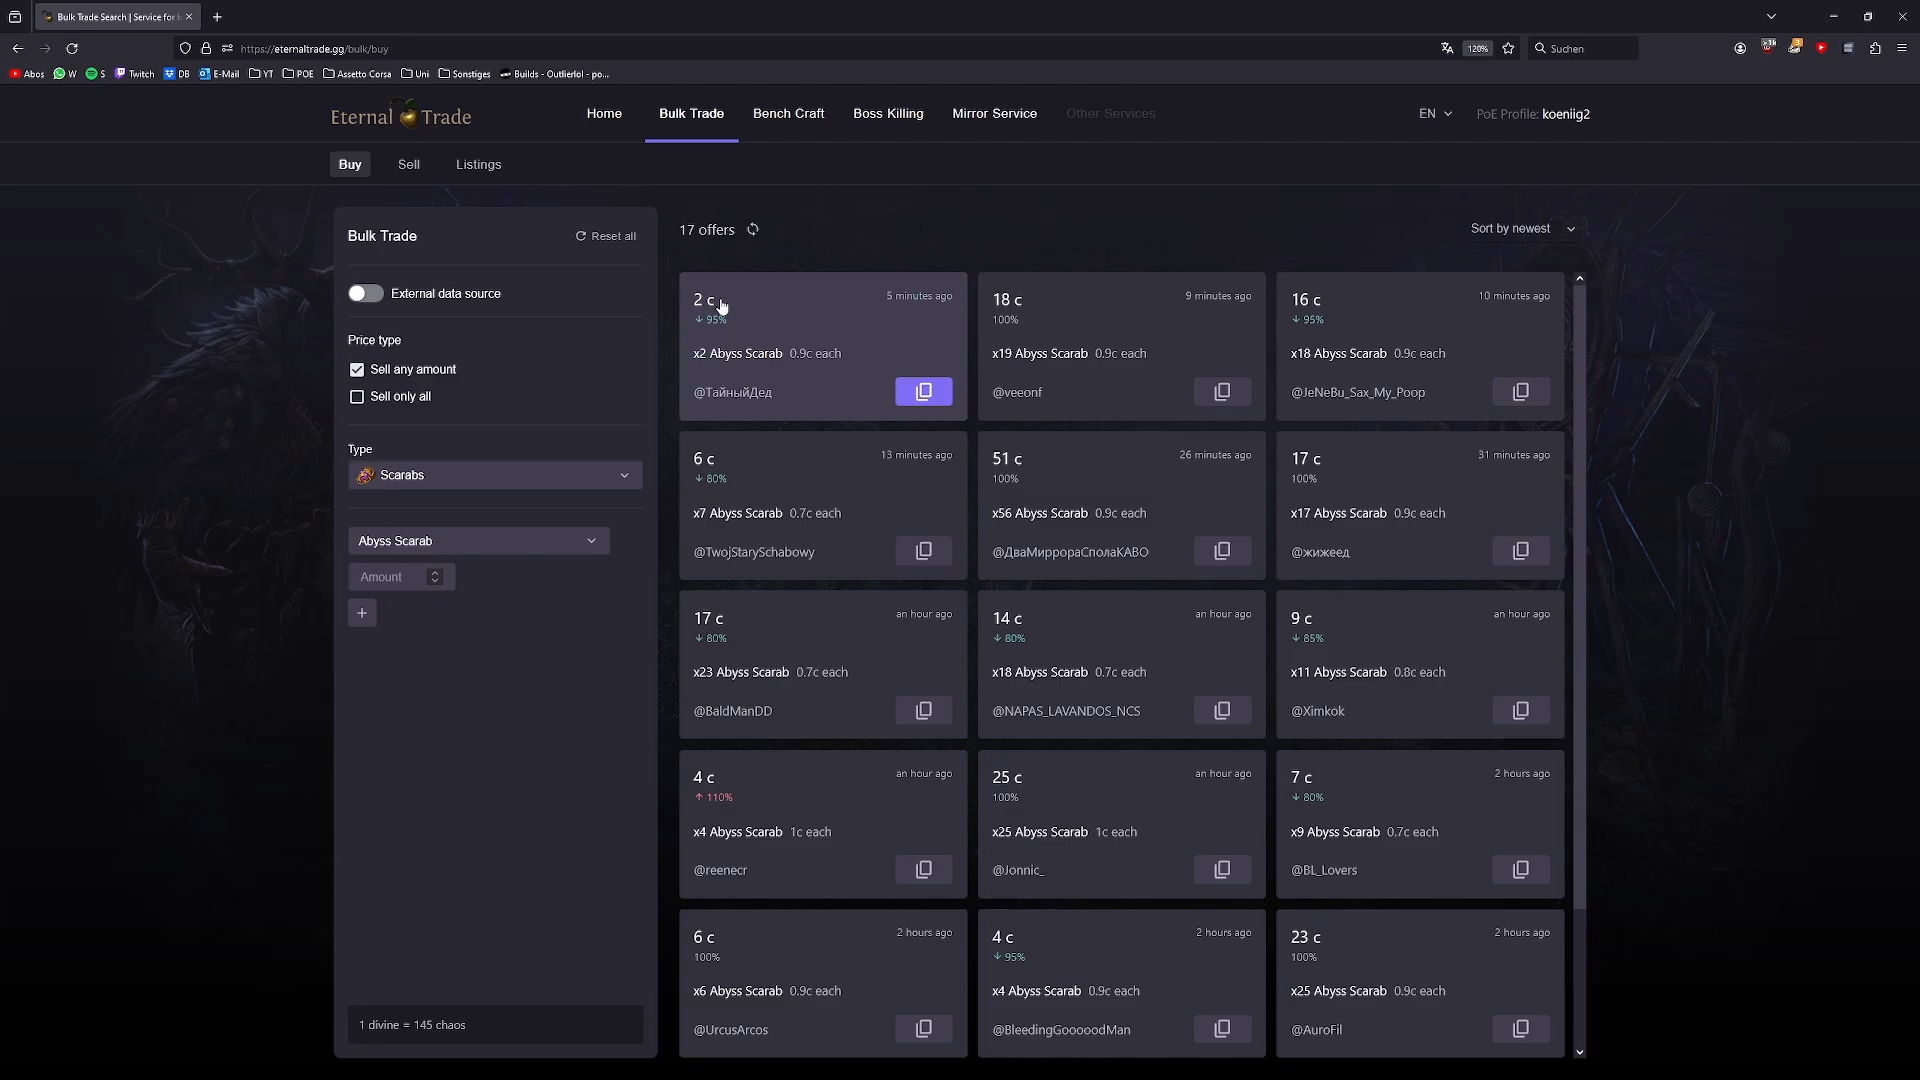 Bulk Trade Search | Service for b
https://eternaltrade.gg/bulk/buy
120%
Suchen
Abos
W
S
Twitch
DB
E-Mail
YT
POE
Assetto Corsa
Uni
Sonstiges
Builds - Outlierlol - po...
Eternal Trade
Home
Bulk Trade
Bench Craft
Boss Killing
Mirror Service
Other Services
EN
PoE Profile: koeniig2
Buy
Sell
Listings
Bulk Trade
Reset all
External data source
Price type
Sell any amount
Sell only all
Type
Scarabs
Abyss Scarab
Amount
1 divine = 145 chaos
17 offers
Sort by newest
2 c
5 minutes ago
95%
x2 Abyss Scarab 0.9c each
@ТайныйДед
18 c
9 minutes ago
100%
x19 Abyss Scarab 0.9c each
@veeonf
16 c
10 minutes ago
95%
x18 Abyss Scarab 0.9c each
@JeNeBu_Sax_My_Poop
6 c
13 minutes ago
80%
x7 Abyss Scarab 0.7c each
@TwojStarySchabowy
51 c
26 minutes ago
100%
x56 Abyss Scarab 0.9c each
@ДваМиррораСполаКАВО
17 c
31 minutes ago
100%
x17 Abyss Scarab 0.9c each
@жижеед
17 c
an hour ago
80%
x23 Abyss Scarab 0.7c each
@BaldManDD
14 c
an hour ago
80%
x18 Abyss Scarab 0.7c each
@NAPAS_LAVANDOS_NCS
9 c
an hour ago
85%
x11 Abyss Scarab 0.8c each
@Ximkok
4 c
an hour ago
110%
x4 Abyss Scarab 1c each
@reenecr
25 c
an hour ago
100%
x25 Abyss Scarab 1c each
@Jonnic_
7 c
2 hours ago
80%
x9 Abyss Scarab 0.7c each
@BL_Lovers
6 c
2 hours ago
100%
x6 Abyss Scarab 0.9c each
@UrcusArcos
4 c
2 hours ago
95%
x4 Abyss Scarab 0.9c each
@BleedingGooooodMan
23 c
2 hours ago
100%
x25 Abyss Scarab 0.9c each
@AuroFil